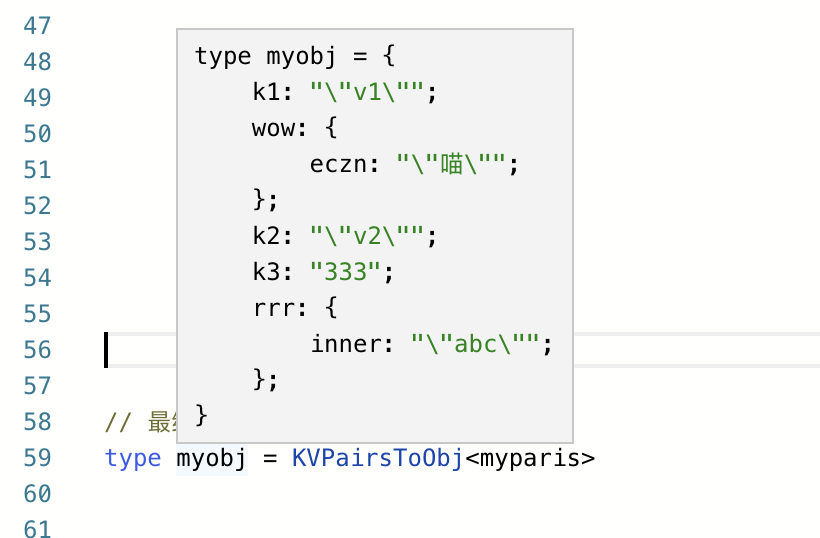 47
48
49
50
51
52
53
54
55
56
57
58 // 最
59 type myobj = KVPairsToObj<myparis>
60
61
type myobj = {
    k1: "\"v1\"";
    wow: {
        eczn: "\"喵\"";
    };
    k2: "\"v2\"";
    k3: "333";
    rrr: {
        inner: "\"abc\"";
    };
}